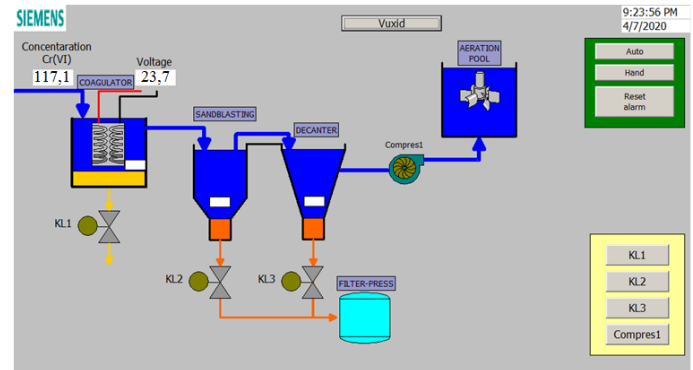 SIEMENS
Vuxid
9:23:56 PM
4/7/2020
Concentaration
Cr(VI)
117,1
Voltage
23,7
COAGULATOR
SANDBLASTING
DECANTER
AERATION
POOL
Compres1
Auto
Hand
Reset
alarm
KL1
KL2
KL3
FILTER-PRESS
KL1
KL2
KL3
Compres1